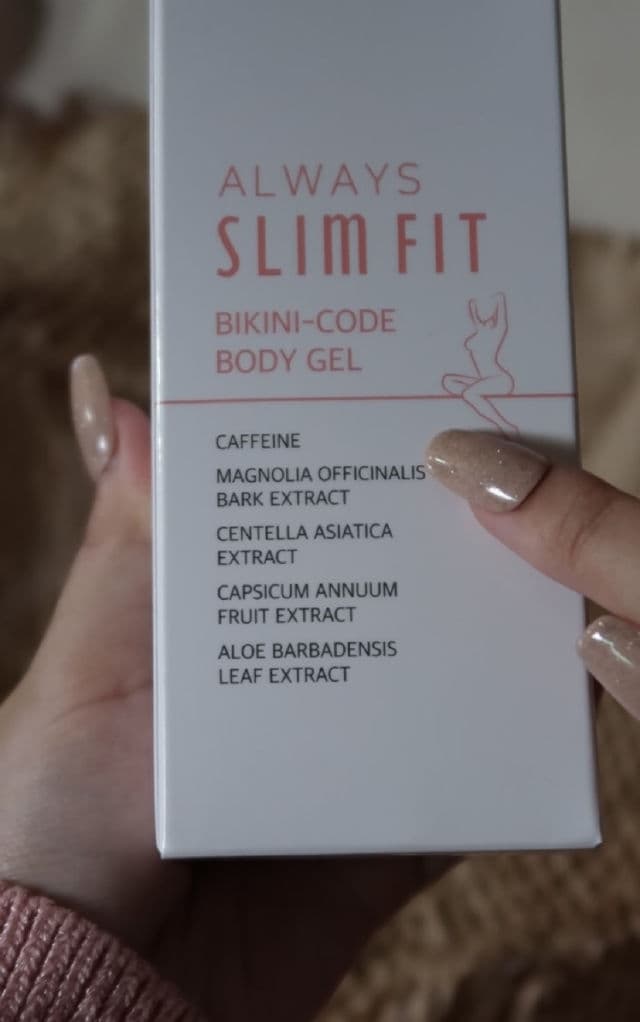 ALWAYS
SLIM FIT
BIKINI-CODE
BODY GEL
CAFFEINE
MAGNOLIA OFFICINALIS
BARK EXTRACT
CENTELLA ASIATICA
EXTRACT
CAPSICUM ANNUUM
FRUIT EXTRACT
ALOE BARBADENSIS
LEAF EXTRACT